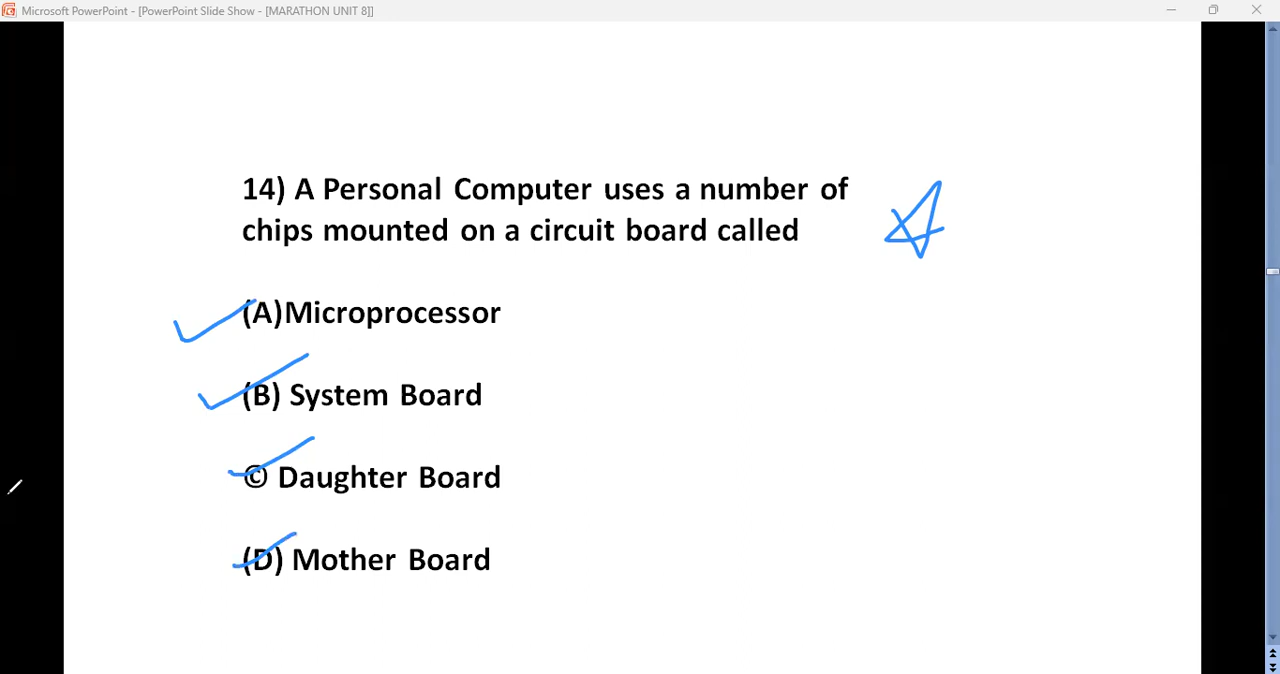 Microsoft PowerPoint - [PowerPoint Slide Show - [MARATHON UNIT 8]]
14) A Personal Computer uses a number of
chips mounted on a circuit board called
(A)Microprocessor
(B) System Board
© Daughter Board
(D) Mother Board